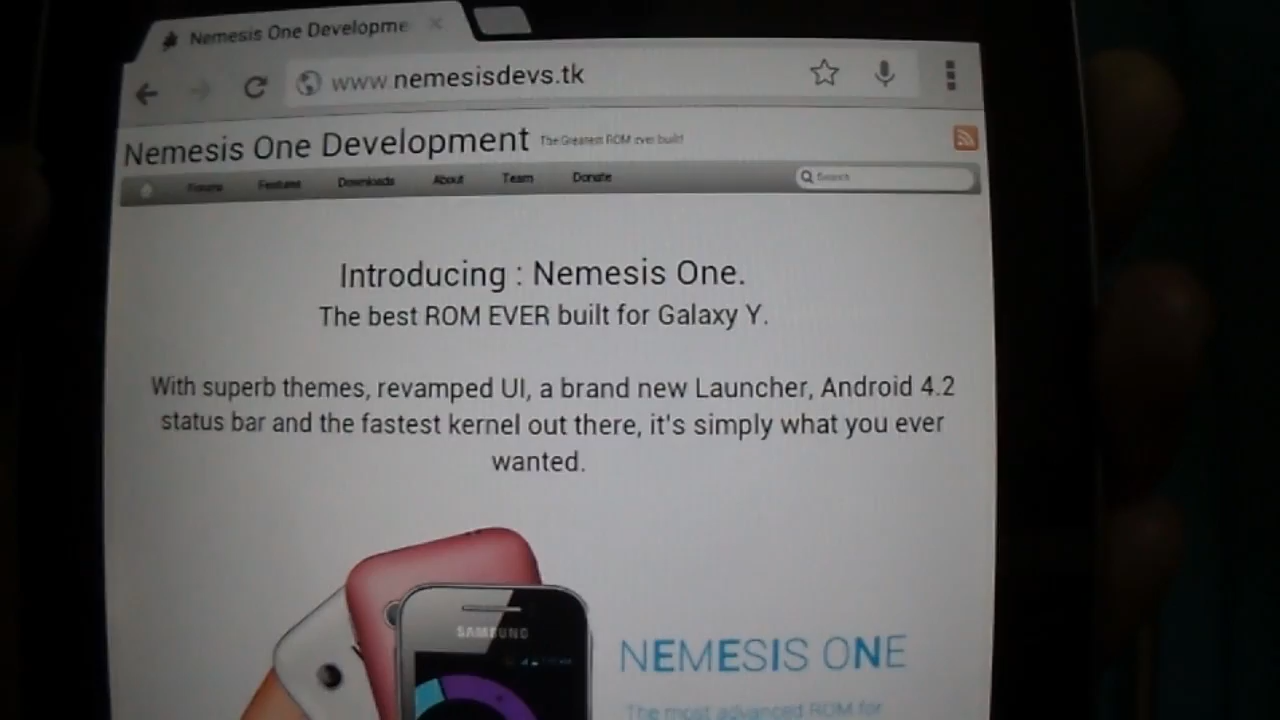 Nemesis One Developme
www.nemesisdevs.tk
Nemesis One Development The Greatest ROM ever build
Forums Features Downloads About Team Donate Search
Introducing : Nemesis One.
The best ROM EVER built for Galaxy Y.
With superb themes, revamped UI, a brand new Launcher, Android 4.2
status bar and the fastest kernel out there, it's simply what you ever
wanted.
SAMSUNG
NEMESIS ONE
The most advanced ROM for